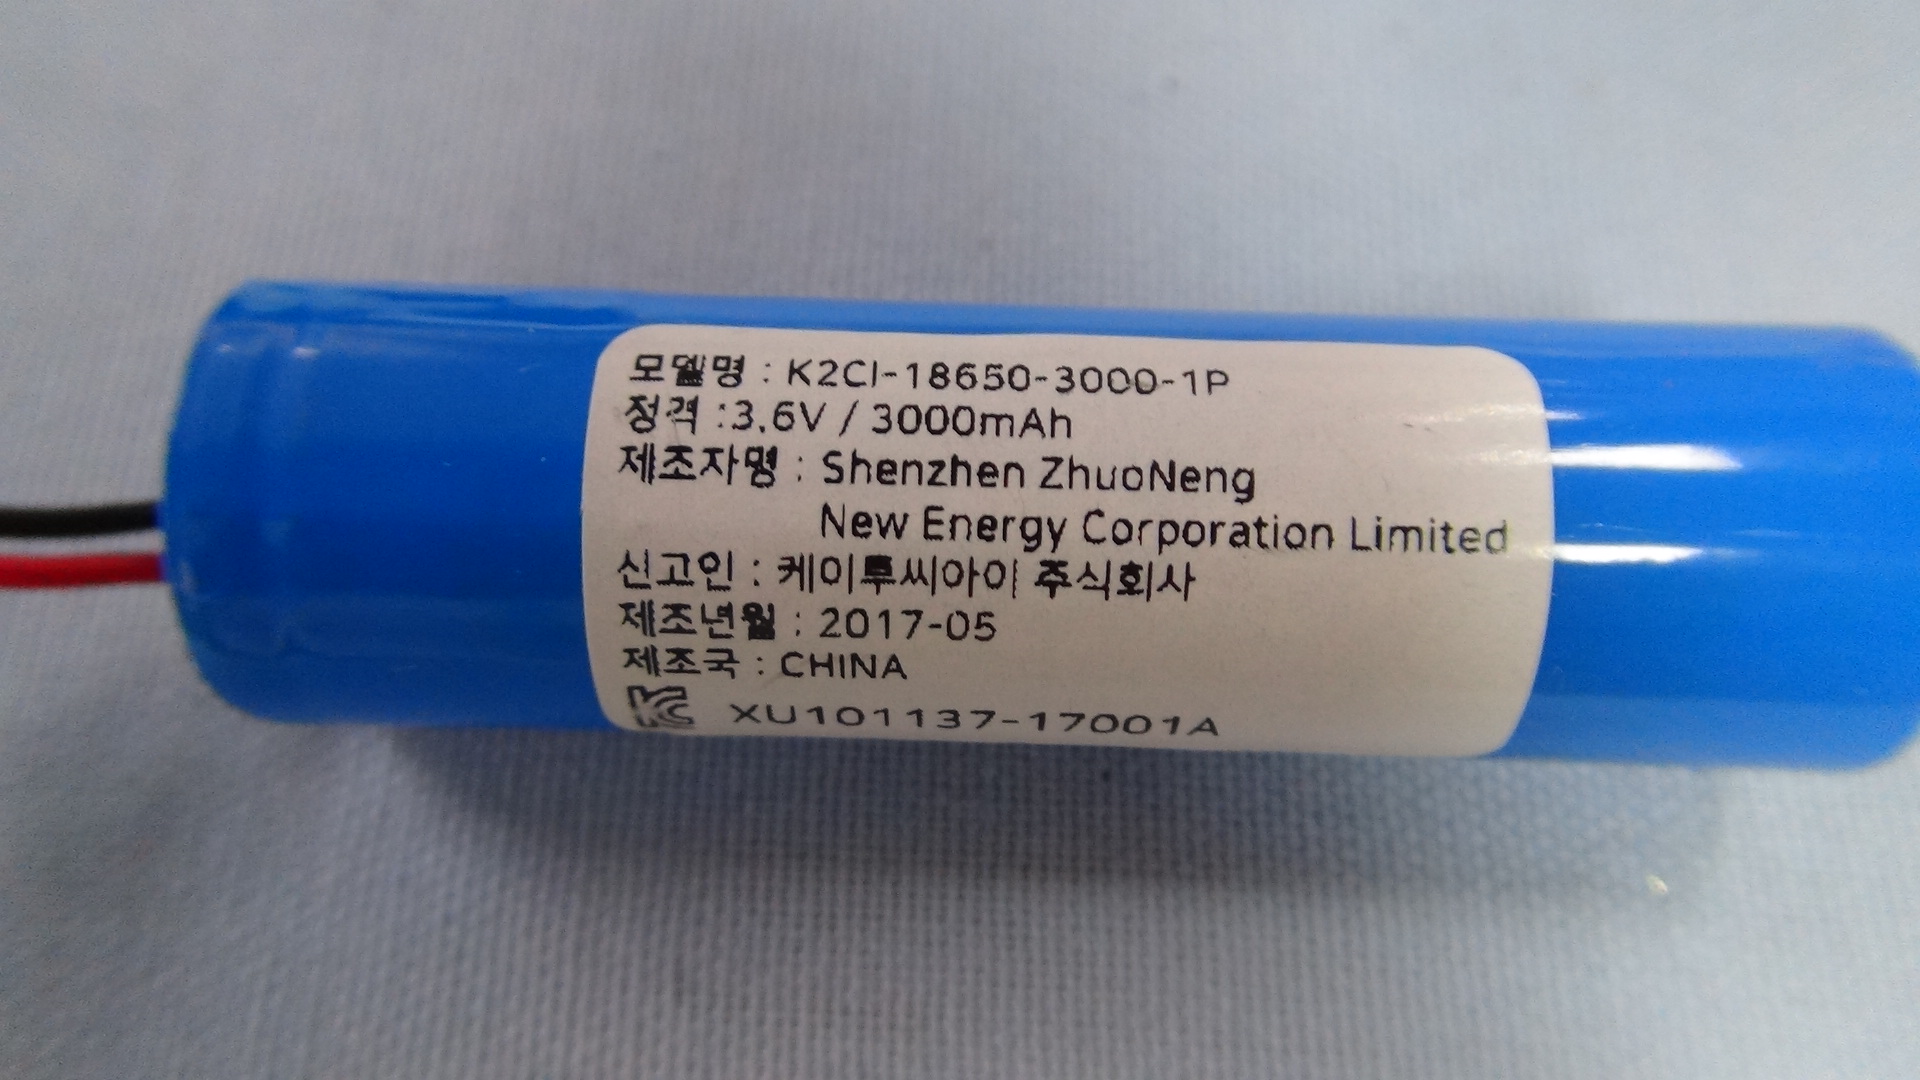 모델명 : K2CI-18650-3000-1P
정격 :3.6V / 3000mAh
제조자명 : Shenzhen ZhuoNeng
New Energy Corporation Limited
신고인 : 케이투씨아이 주식회사
제조년월 : 2017-05
제조국 : CHINA
KC XU101137-17001A